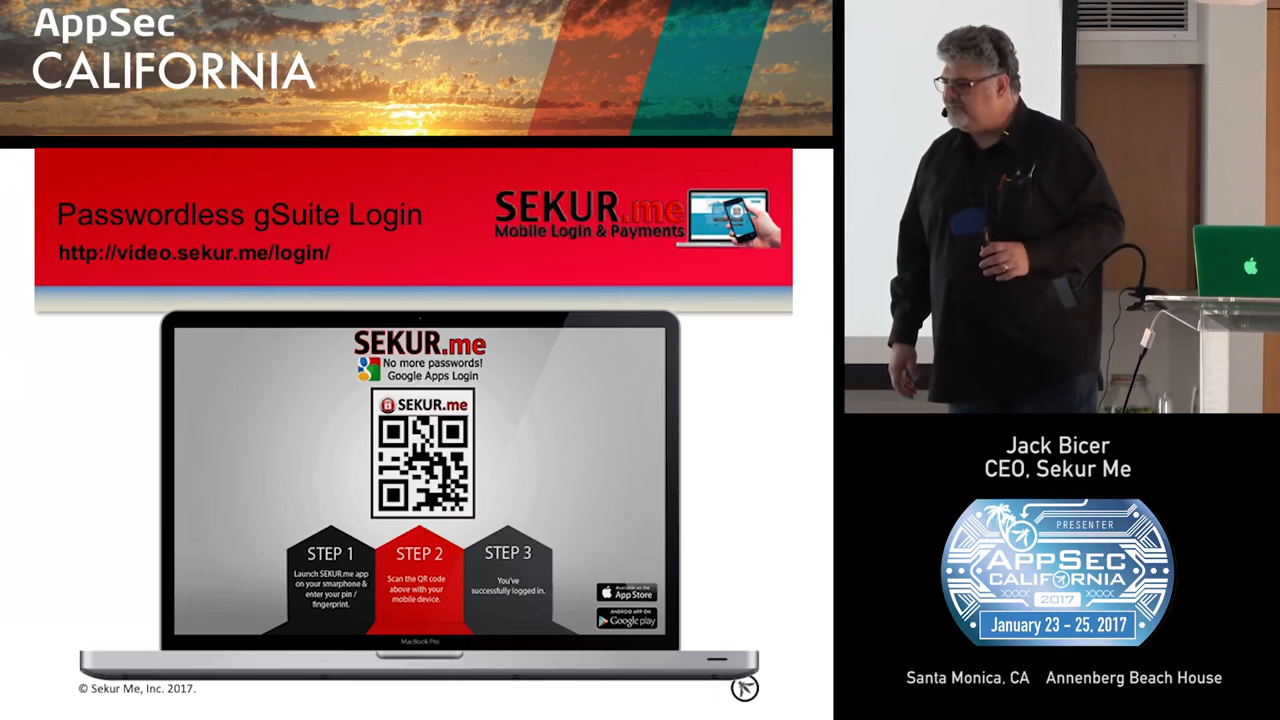 AppSec
CALIFORNIA
Passwordless gSuite Login
http://video.sekur.me/login/
SEKUR.me
Mobile Login & Payments
SEKUR.me
No more passwords!
Google Apps Login
SEKUR.me
STEP 1
Launch SEKUR.me app
on your smarphone &
enter your pin /
fingerprint.
STEP 2
Scan the QR code
above with your
mobile device.
STEP 3
You've
successfully logged in.
Available on the
App Store
ANDROID APP ON
Google play
MacBook Pro
© Sekur Me, Inc. 2017.
Jack Bicer
CEO, Sekur Me
PRESENTER
APPSEC
CALIFORNIA
2017
January 23 - 25, 2017
Santa Monica, CA Annenberg Beach House